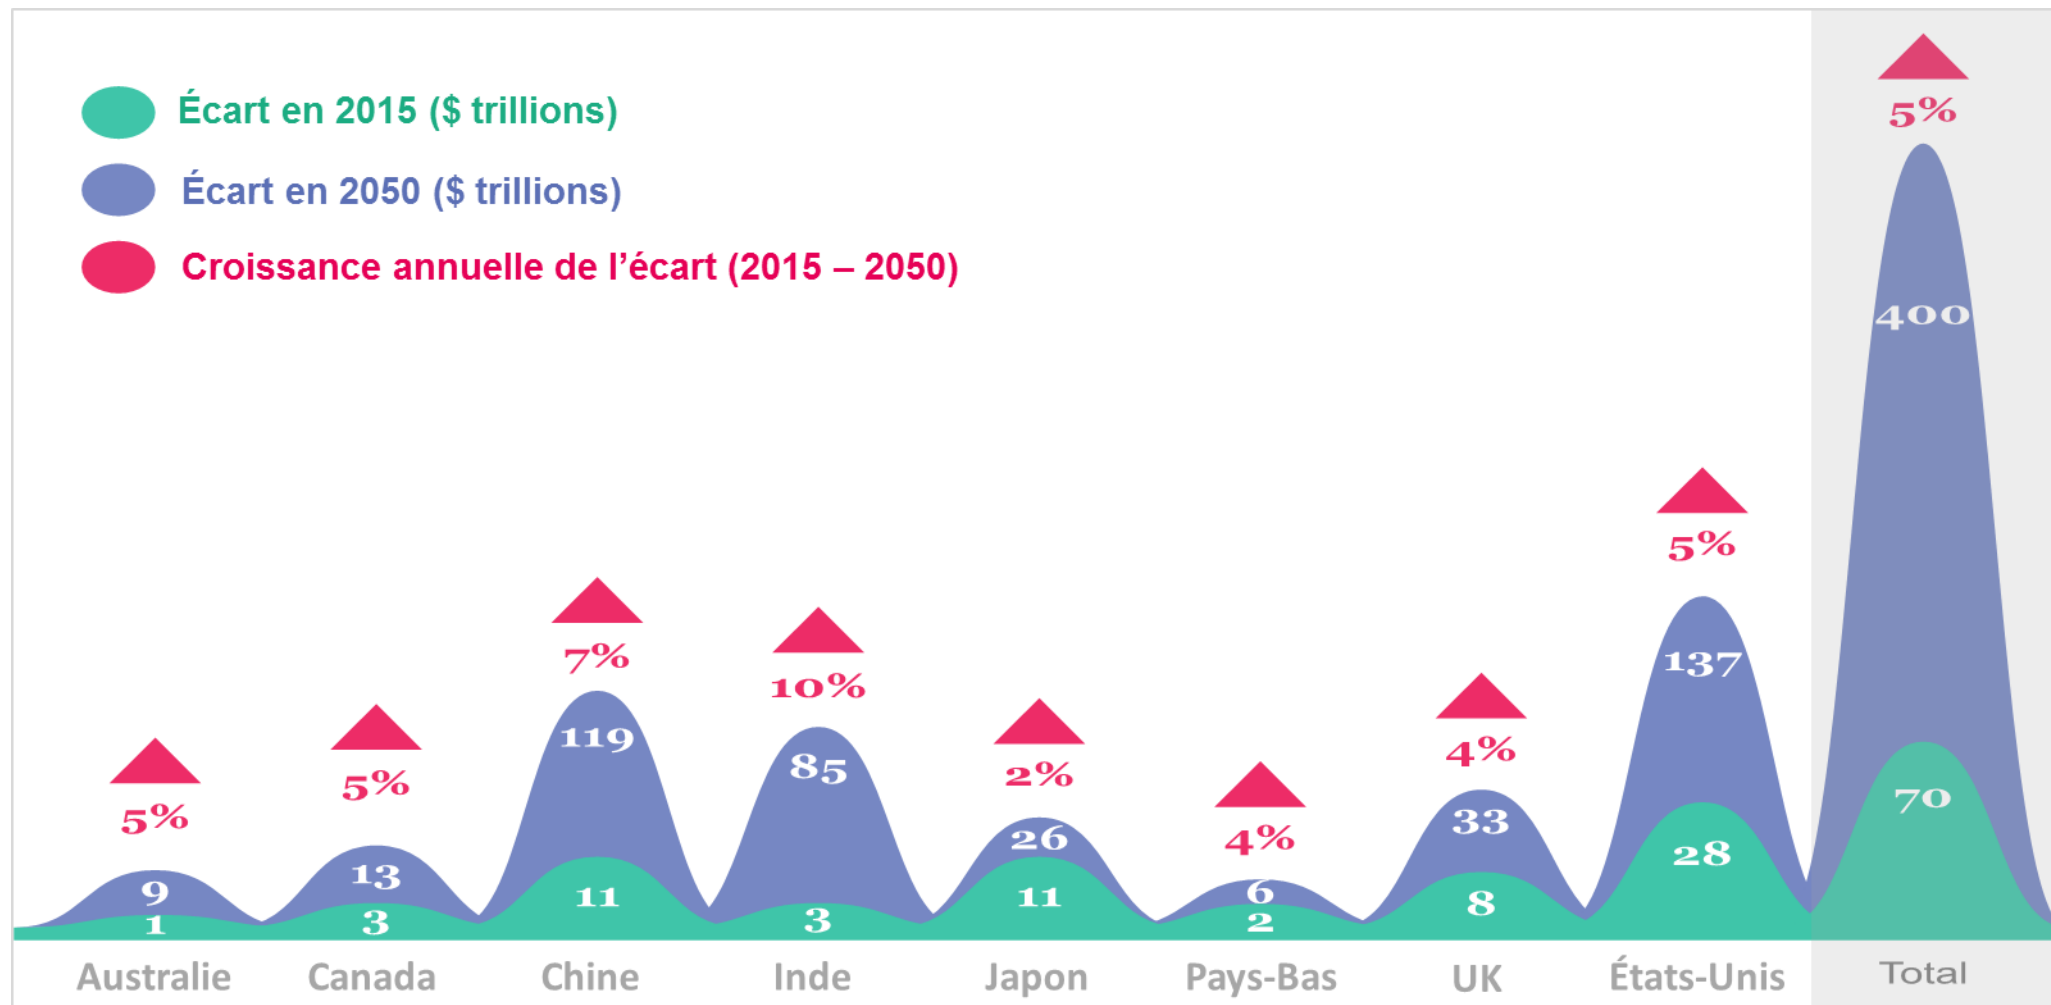 Écart en 2015 ($ trillions)
Écart en 2050 ($ trillions)
Croissance annuelle de l’écart (2015 – 2050)
5%
9
1
Australie
5%
13
3
Canada
7%
119
11
Chine
10%
85
3
Inde
2%
26
11
Japon
4%
6
2
Pays-Bas
4%
33
8
UK
5%
137
28
États-Unis
5%
400
70
Total